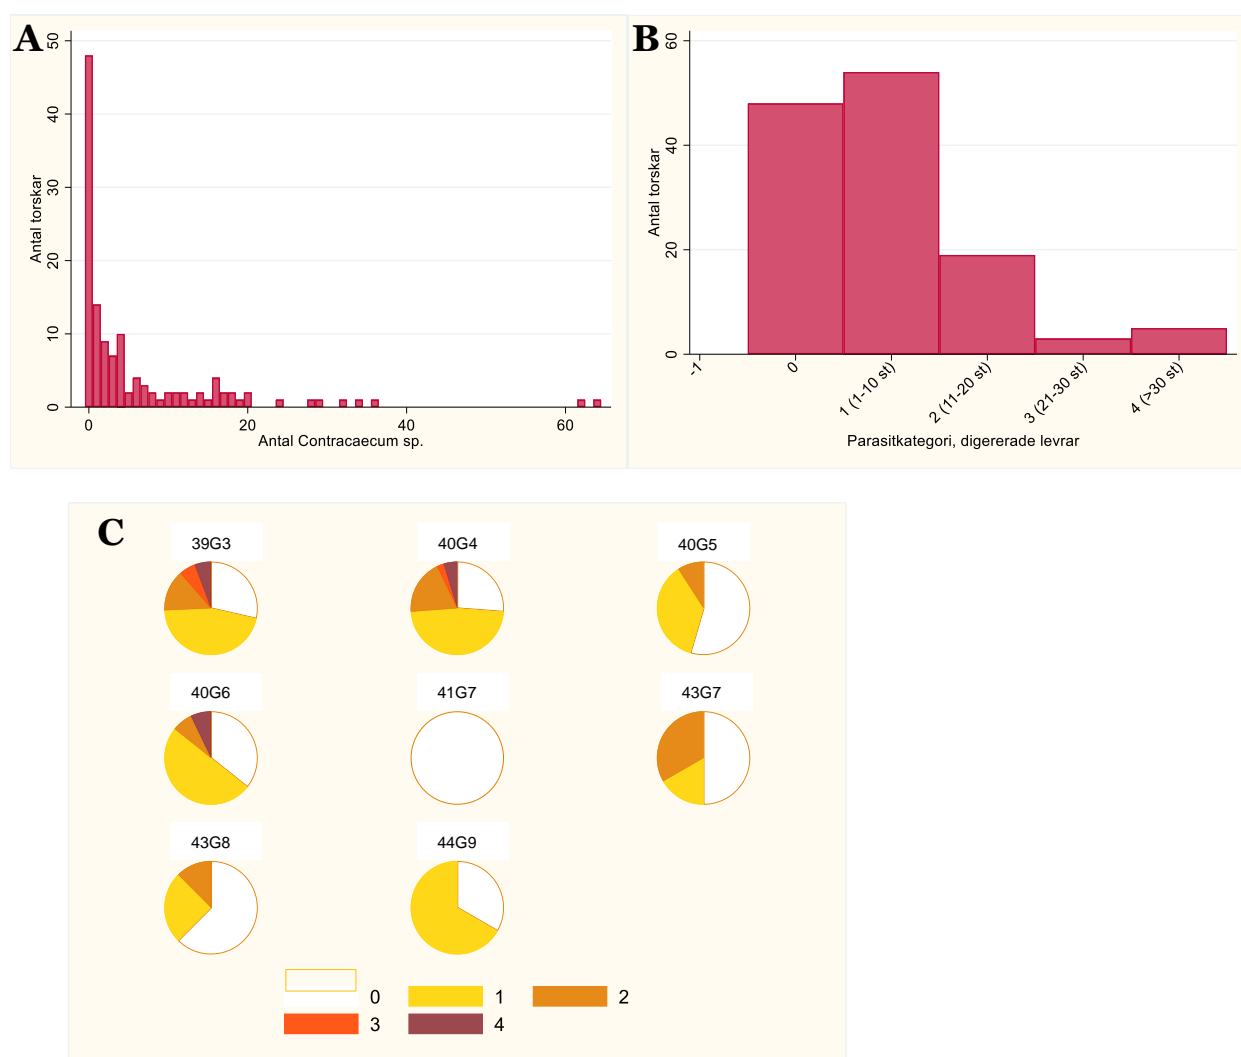 A
50
40
30
20
10
0
Antal torskar
0 20 40 60
Antal Contracaecum sp.
B
60
40
20
0
Antal torskar
-1 0 1 (1-10 st) 2 (11-20 st) 3 (21-30 st) 4 (>30 st)
Parasitkategori, digererade levrar
C
39G3 40G4 40G5
40G6 41G7 43G7
43G8 44G9
0 1 2
3 4